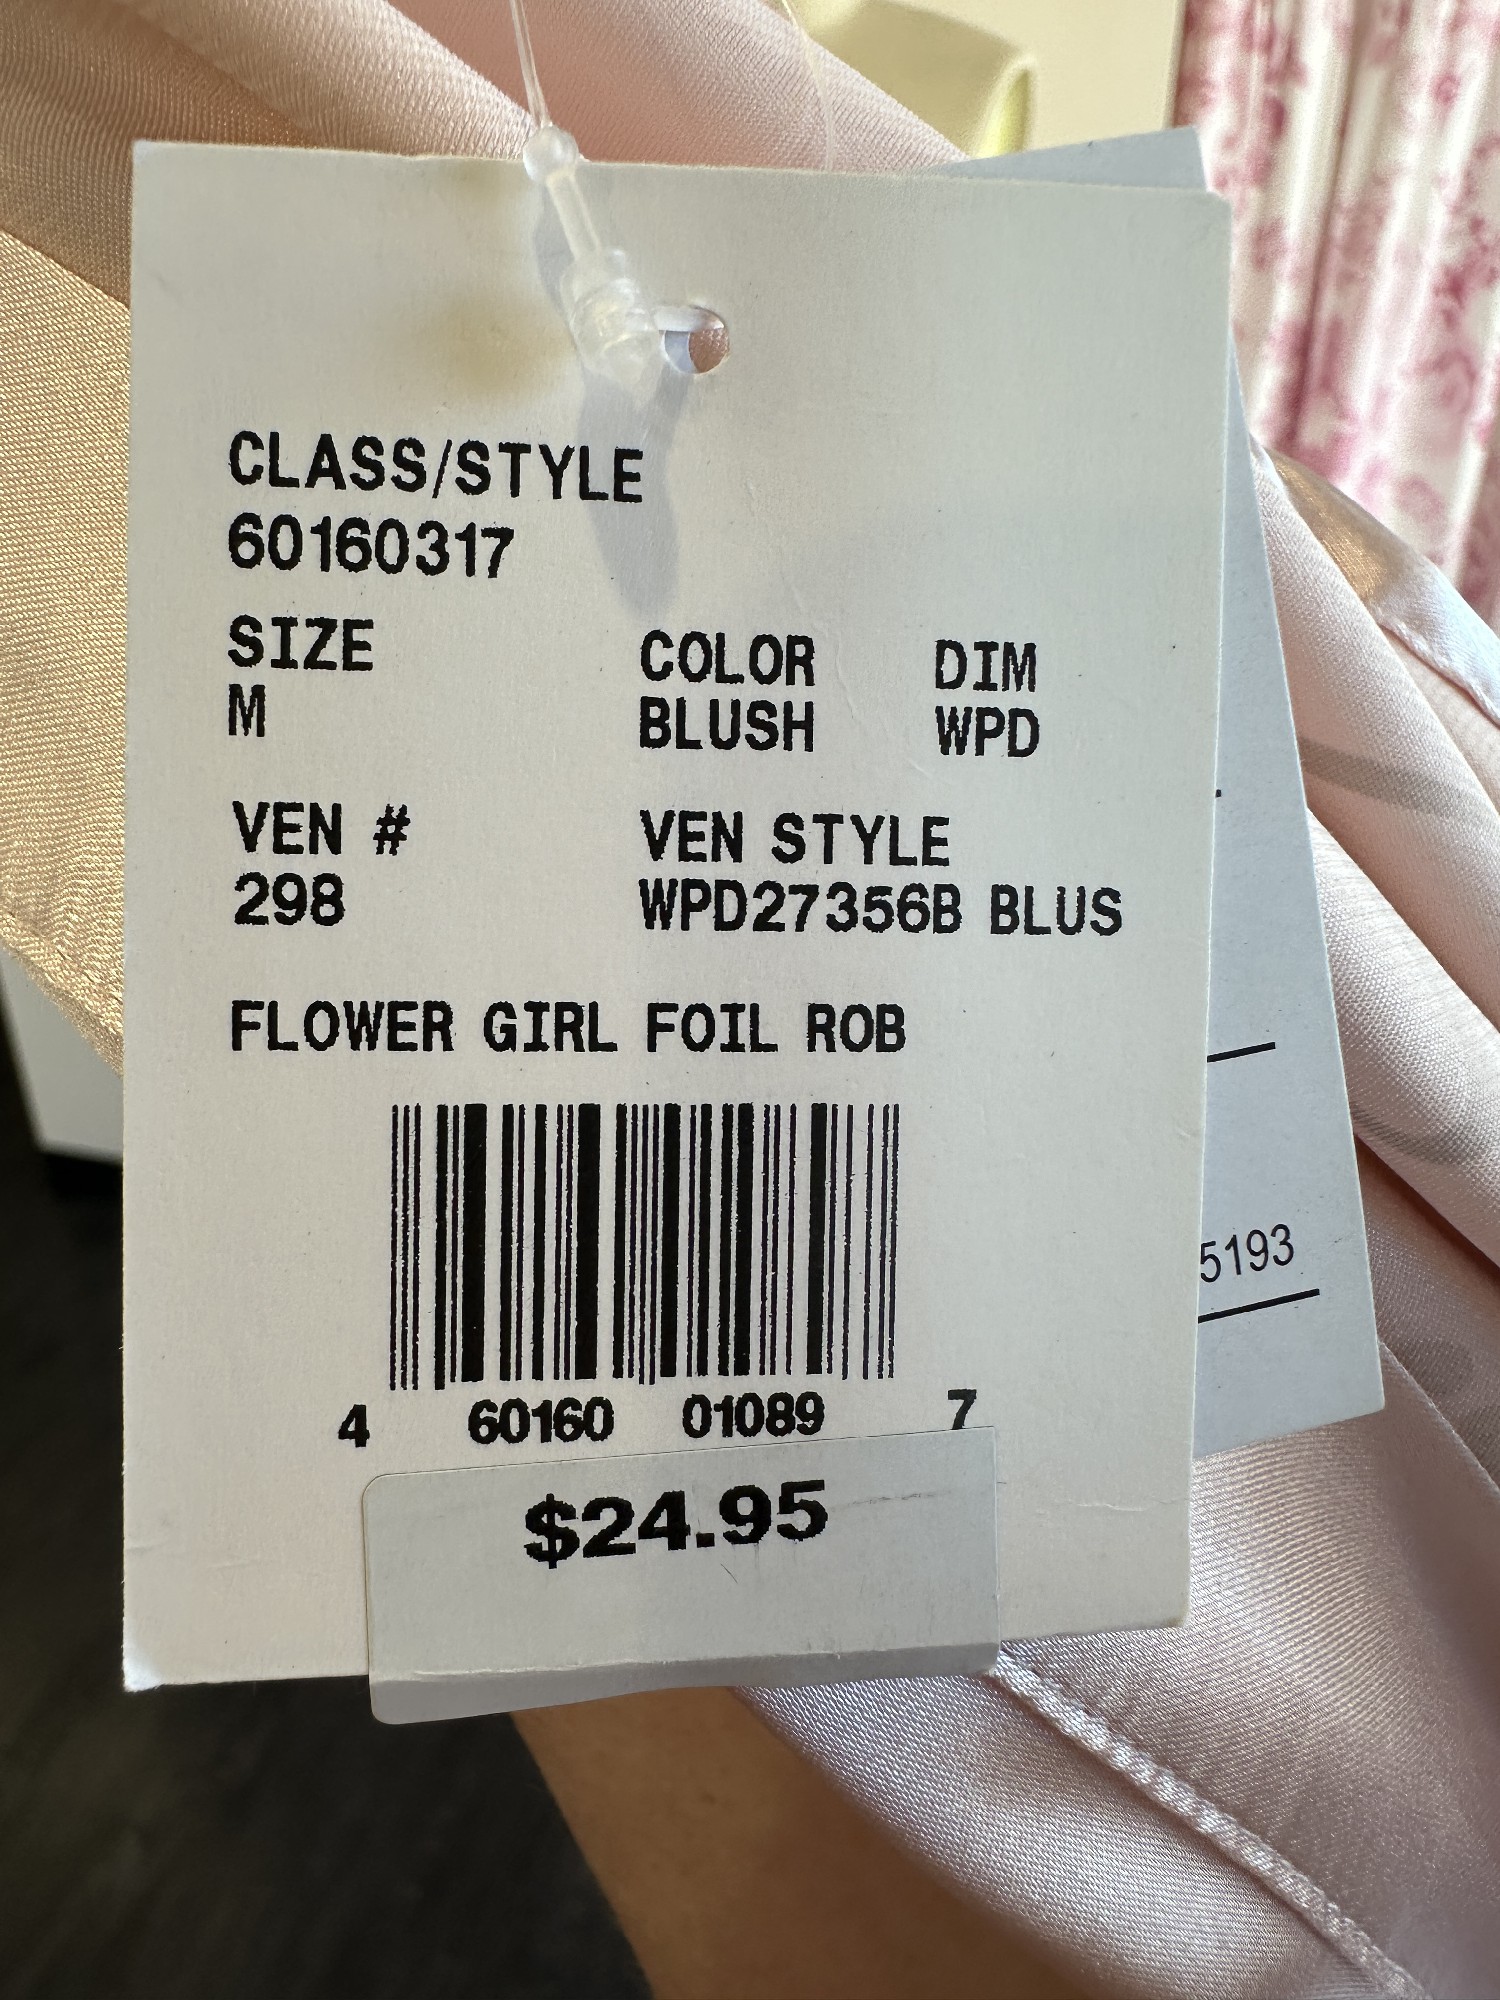 CLASS/STYLE
60160317
SIZE COLOR DIM
M BLUSH WPD
VEN # VEN STYLE
298 WPD27356B BLUS
FLOWER GIRL FOIL ROB
4 60160 01089 7
$24.95
5193